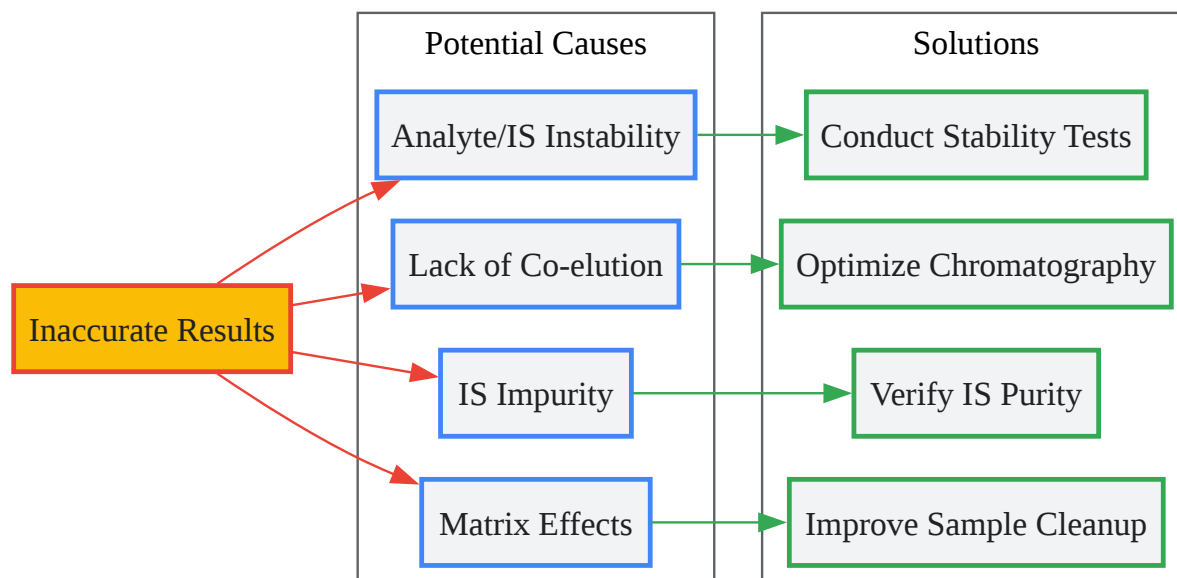 Potential Causes
Solutions
Analyte/IS Instability
Conduct Stability Tests
Lack of Co-elution
Optimize Chromatography
Inaccurate Results
IS Impurity
Verify IS Purity
Matrix Effects
Improve Sample Cleanup